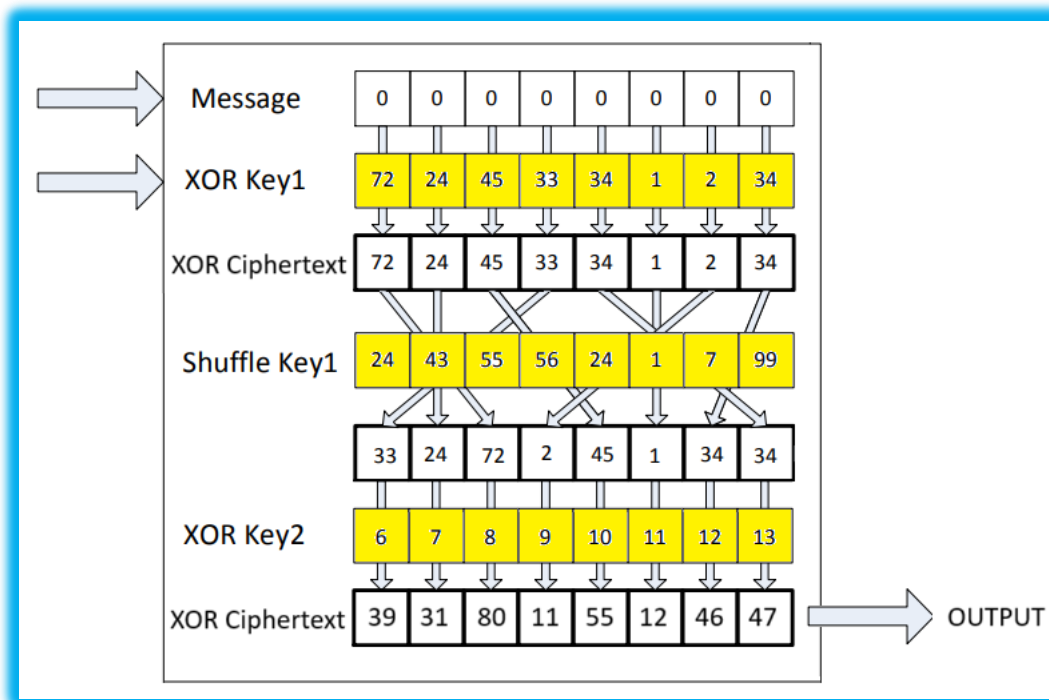 Message 0 0 0 0 0 0 0 0
XOR Key1 72 24 45 33 34 1 2 34
XOR Ciphertext 72 24 45 33 34 1 2 34
Shuffle Key1 24 43 55 56 24 1 7 99
33 24 72 2 45 1 34 34
XOR Key2 6 7 8 9 10 11 12 13
XOR Ciphertext 39 31 80 11 55 12 46 47 OUTPUT